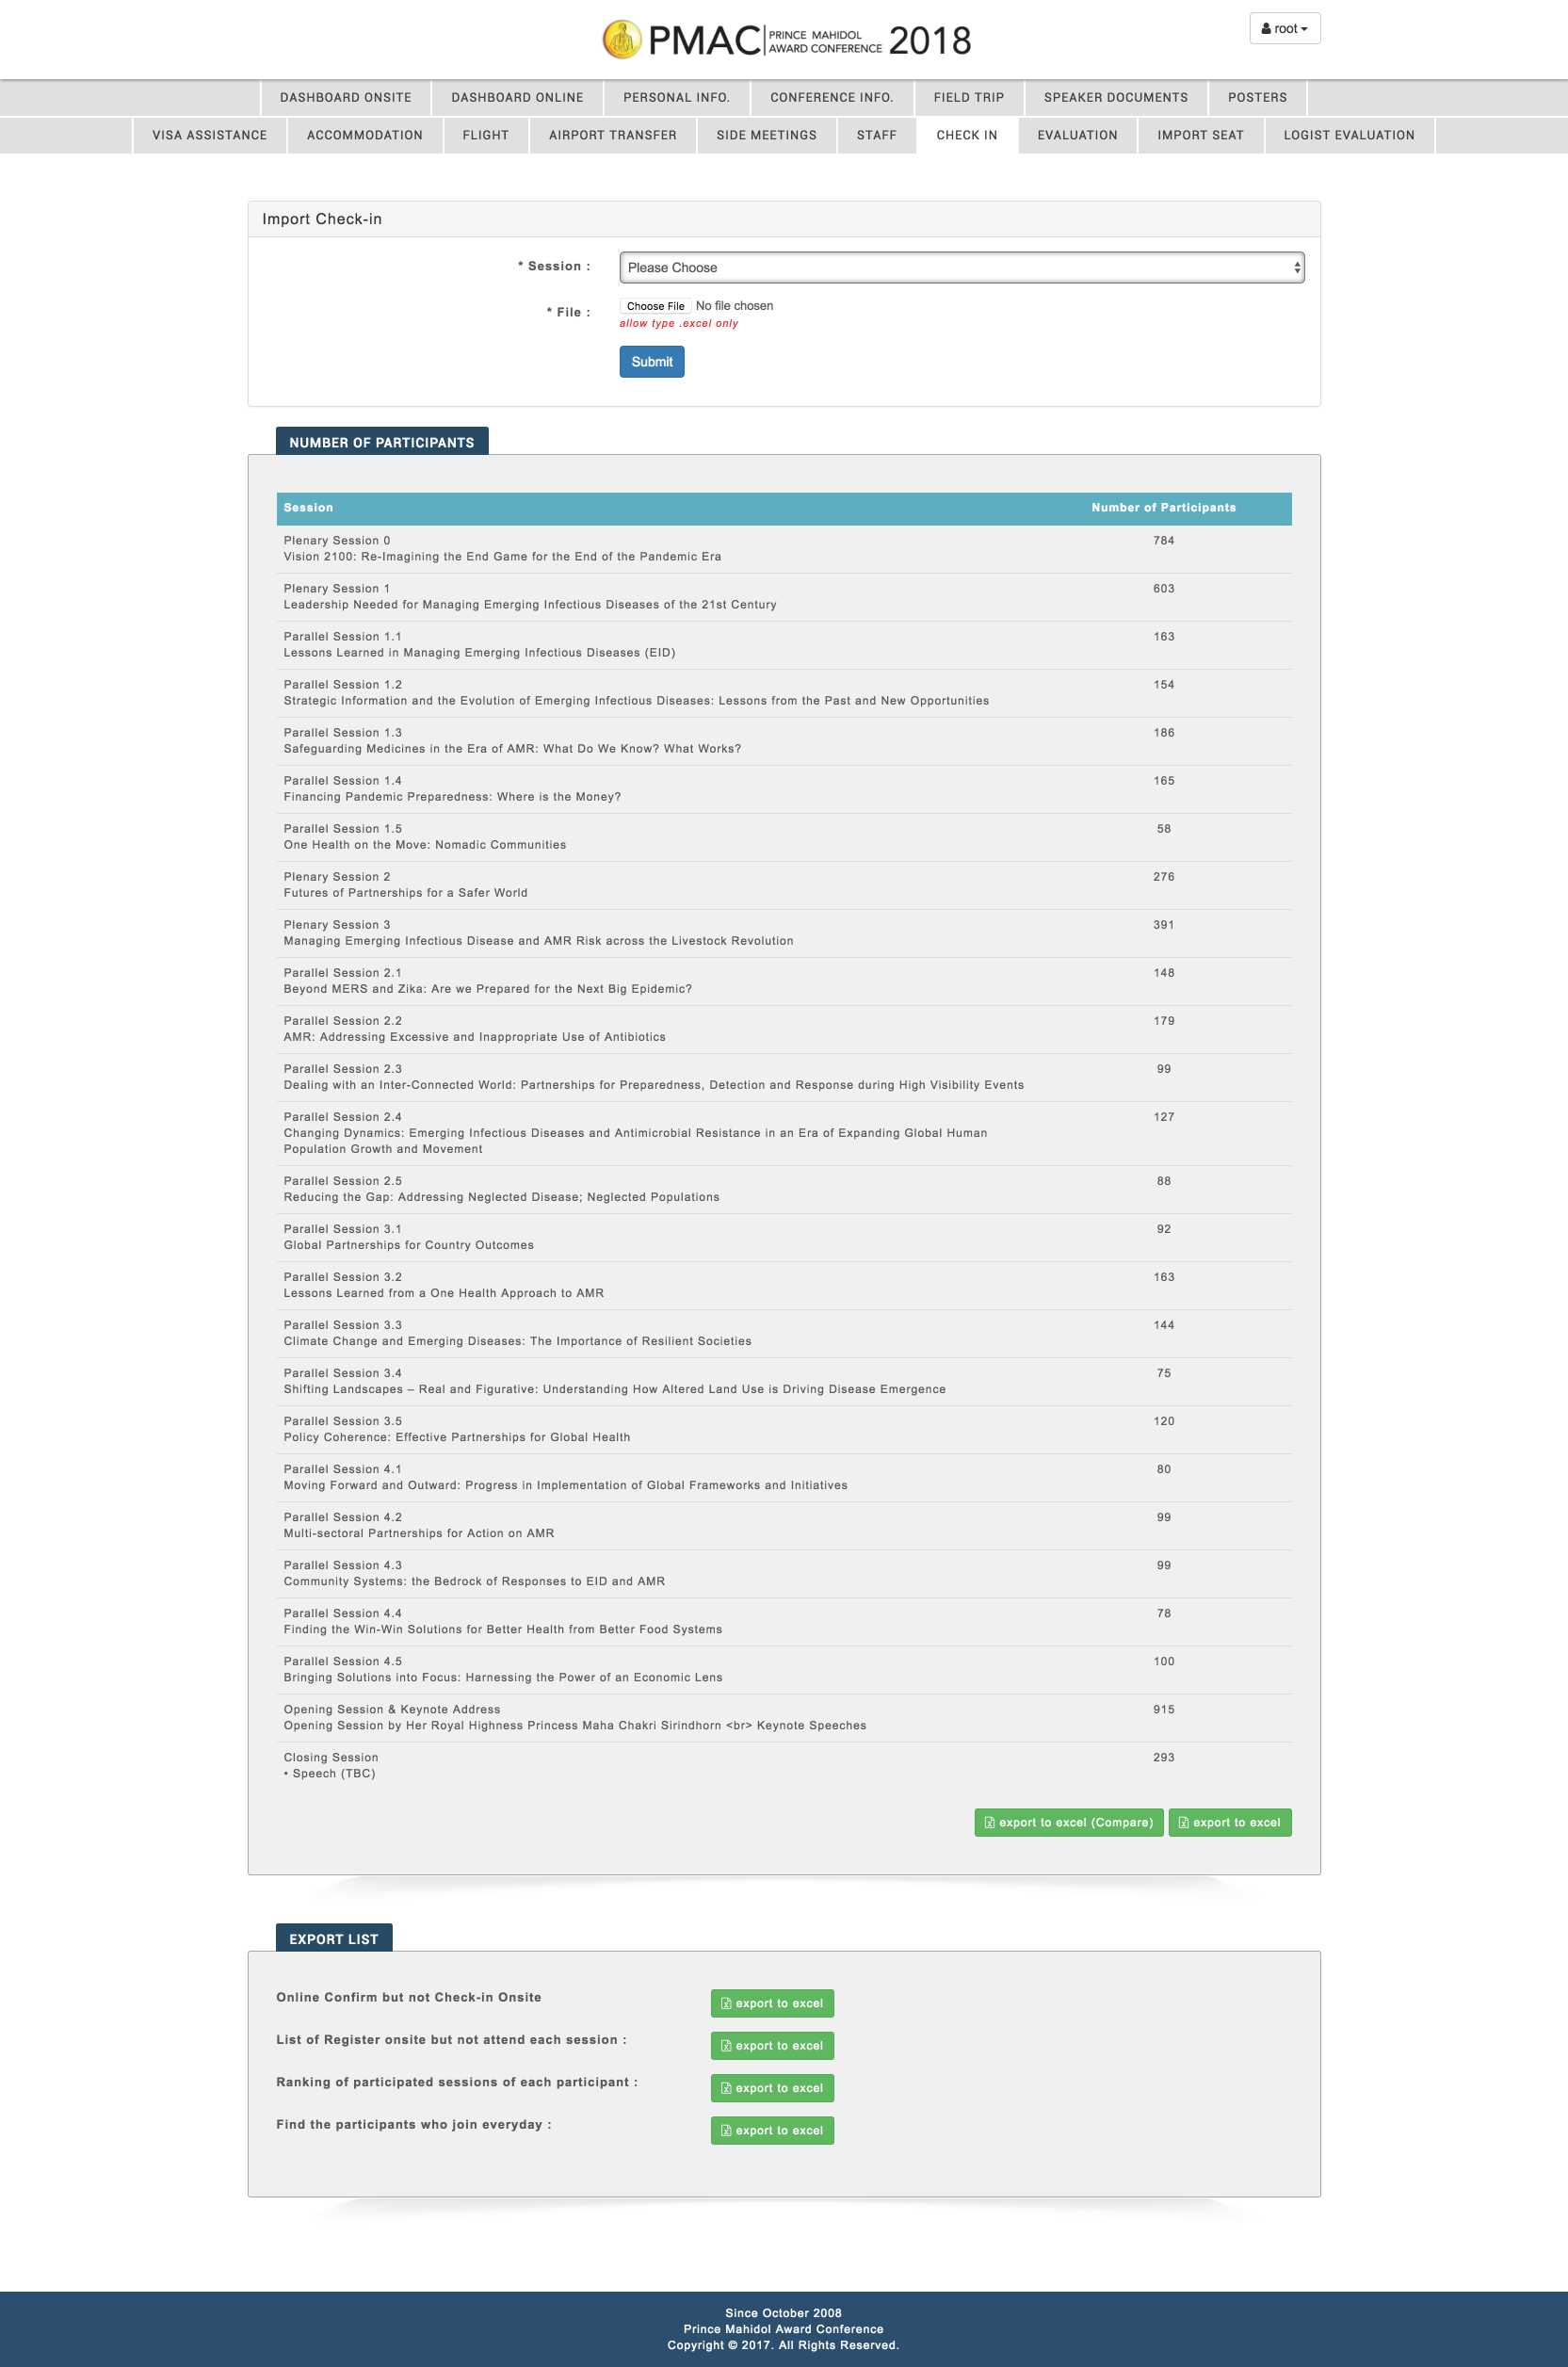 PMAC PRINCE MAHIDOL AWARD CONFERENCE 2018
root
DASHBOARD ONSITE DASHBOARD ONLINE PERSONAL INFO. CONFERENCE INFO. FIELD TRIP SPEAKER DOCUMENTS POSTERS
VISA ASSISTANCE ACCOMMODATION FLIGHT AIRPORT TRANSFER SIDE MEETINGS STAFF CHECK IN EVALUATION IMPORT SEAT LOGIST EVALUATION
Import Check-in
* Session : Please Choose
* File : Choose File No file chosen
allow type .excel only
Submit
NUMBER OF PARTICIPANTS
Session Number of Participants
Plenary Session 0 784
Vision 2100: Re-Imagining the End Game for the End of the Pandemic Era
Plenary Session 1 603
Leadership Needed for Managing Emerging Infectious Diseases of the 21st Century
Parallel Session 1.1 163
Lessons Learned in Managing Emerging Infectious Diseases (EID)
Parallel Session 1.2 154
Strategic Information and the Evolution of Emerging Infectious Diseases: Lessons from the Past and New Opportunities
Parallel Session 1.3 186
Safeguarding Medicines in the Era of AMR: What Do We Know? What Works?
Parallel Session 1.4 165
Financing Pandemic Preparedness: Where is the Money?
Parallel Session 1.5 58
One Health on the Move: Nomadic Communities
Plenary Session 2 276
Futures of Partnerships for a Safer World
Plenary Session 3 391
Managing Emerging Infectious Disease and AMR Risk across the Livestock Revolution
Parallel Session 2.1 148
Beyond MERS and Zika: Are we Prepared for the Next Big Epidemic?
Parallel Session 2.2 179
AMR: Addressing Excessive and Inappropriate Use of Antibiotics
Parallel Session 2.3 99
Dealing with an Inter-Connected World: Partnerships for Preparedness, Detection and Response during High Visibility Events
Parallel Session 2.4 127
Changing Dynamics: Emerging Infectious Diseases and Antimicrobial Resistance in an Era of Expanding Global Human
Population Growth and Movement
Parallel Session 2.5 88
Reducing the Gap: Addressing Neglected Disease; Neglected Populations
Parallel Session 3.1 92
Global Partnerships for Country Outcomes
Parallel Session 3.2 163
Lessons Learned from a One Health Approach to AMR
Parallel Session 3.3 144
Climate Change and Emerging Diseases: The Importance of Resilient Societies
Parallel Session 3.4 75
Shifting Landscapes – Real and Figurative: Understanding How Altered Land Use is Driving Disease Emergence
Parallel Session 3.5 120
Policy Coherence: Effective Partnerships for Global Health
Parallel Session 4.1 80
Moving Forward and Outward: Progress in Implementation of Global Frameworks and Initiatives
Parallel Session 4.2 99
Multi-sectoral Partnerships for Action on AMR
Parallel Session 4.3 99
Community Systems: the Bedrock of Responses to EID and AMR
Parallel Session 4.4 78
Finding the Win-Win Solutions for Better Health from Better Food Systems
Parallel Session 4.5 100
Bringing Solutions into Focus: Harnessing the Power of an Economic Lens
Opening Session & Keynote Address 915
Opening Session by Her Royal Highness Princess Maha Chakri Sirindhorn <br> Keynote Speeches
Closing Session 293
• Speech (TBC)
export to excel (Compare) export to excel
EXPORT LIST
Online Confirm but not Check-in Onsite export to excel
List of Register onsite but not attend each session : export to excel
Ranking of participated sessions of each participant : export to excel
Find the participants who join everyday : export to excel
Since October 2008
Prince Mahidol Award Conference
Copyright © 2017. All Rights Reserved.